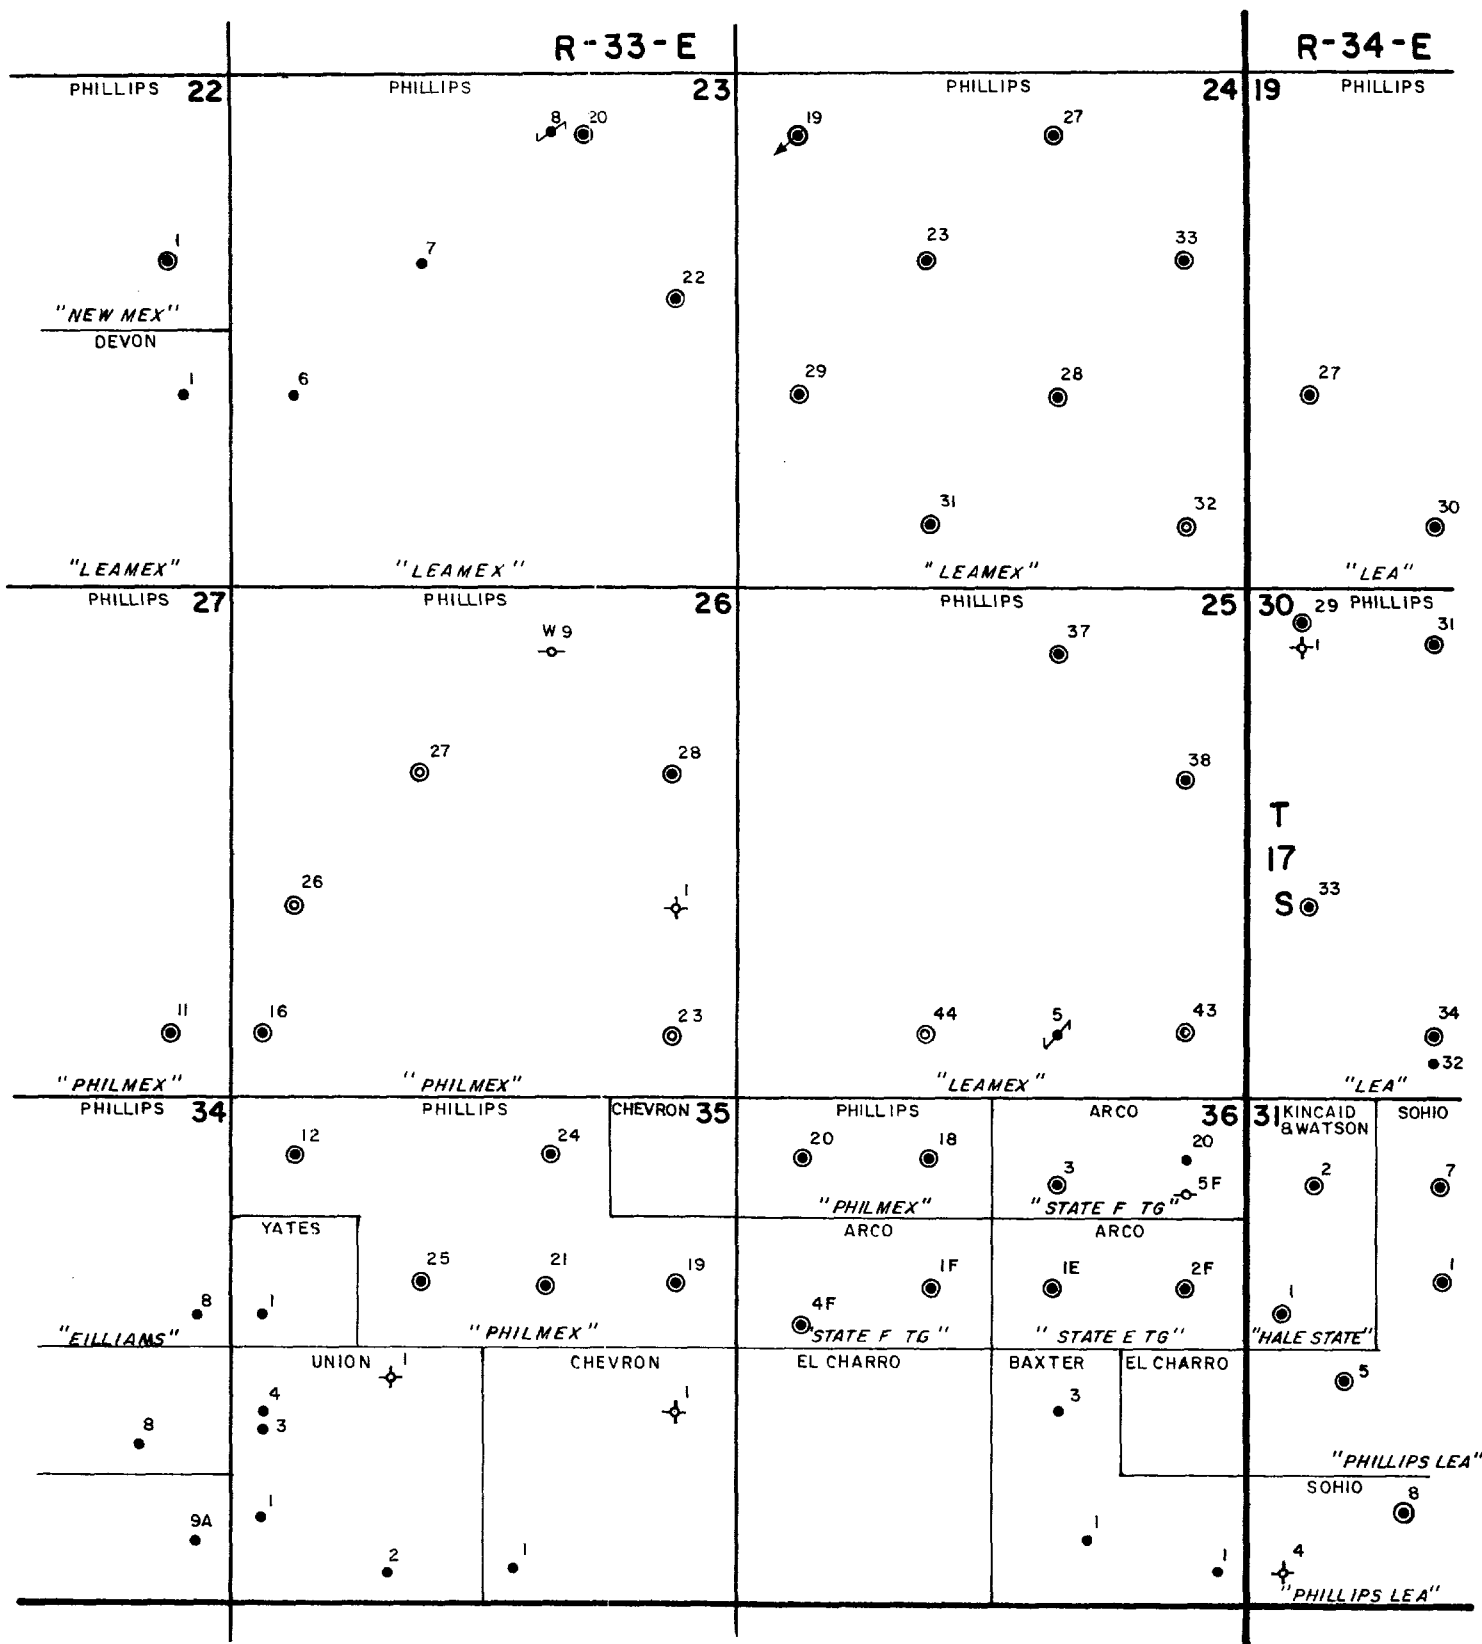 R-33-E
R-34-E
PHILLIPS 22
PHILLIPS 23
PHILLIPS 24
19 PHILLIPS
8 20
19
27
1
7
23
33
22
"NEW MEX"
DEVON
1
6
29
28
27
31
32
30
"LEAMEX"
"LEAMEX"
"LEAMEX"
"LEA"
PHILLIPS 27
PHILLIPS 26
PHILLIPS 25
30 PHILLIPS
29
1
31
W 9
37
27
28
38
T
17
S
26
1
33
11
16
23
44
5
43
34
32
"PHILMEX"
"PHILMEX"
"LEAMEX"
"LEA"
PHILLIPS 34
PHILLIPS
CHEVRON 35
PHILLIPS
ARCO 36
31 KINCAID
& WATSON
SOHIO
12
24
20
18
3
20
5F
2
7
"PHILMEX"
"STATE F TG"
YATES
ARCO
ARCO
25
21
19
1F
1E
2F
1
8
1
4F
1
"EILLIAMS"
"PHILMEX"
"STATE F TG"
"STATE E TG"
"HALE STATE"
UNION
1
CHEVRON
EL CHARRO
BAXTER
EL CHARRO
5
4
3
1
3
8
"PHILLIPS LEA"
SOHIO
8
9A
1
2
1
1
1
4
"PHILLIPS LEA"